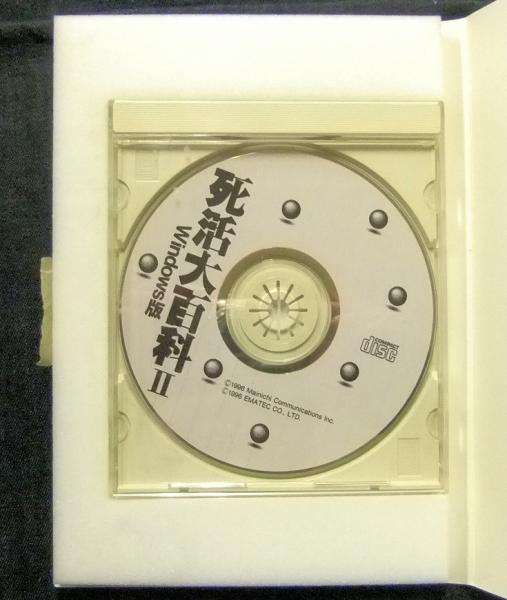 死活大百科II
Windows版
COMPACT
disc
©1996 Mainichi Communications Inc.
©1996 EMATEC CO., LTD.